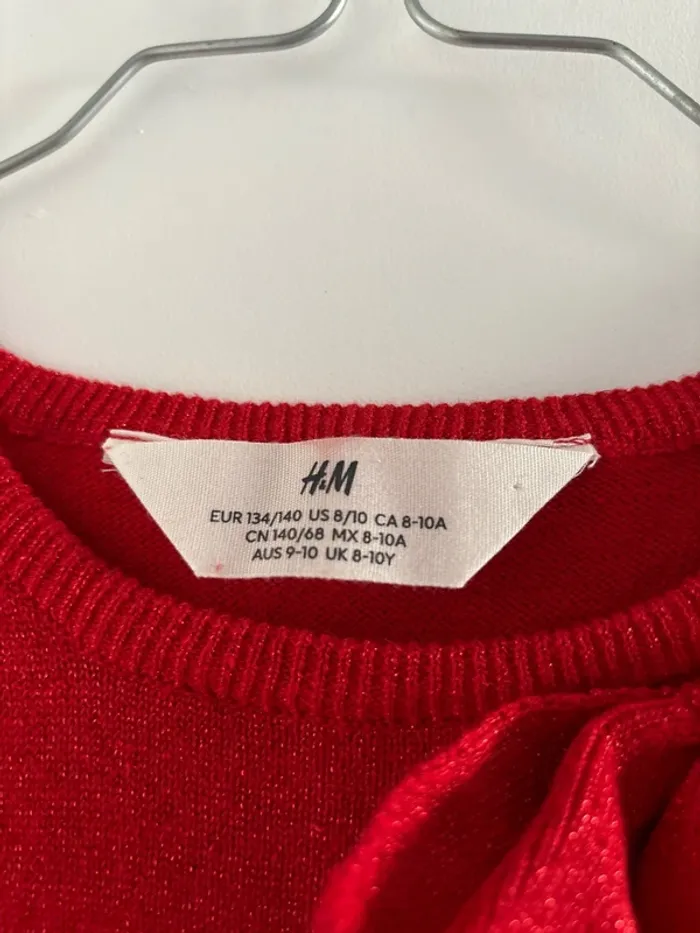 H&M
EUR 134/140 US 8/10 CA 8-10A
CN 140/68 MX 8-10A
AUS 9-10 UK 8-10Y